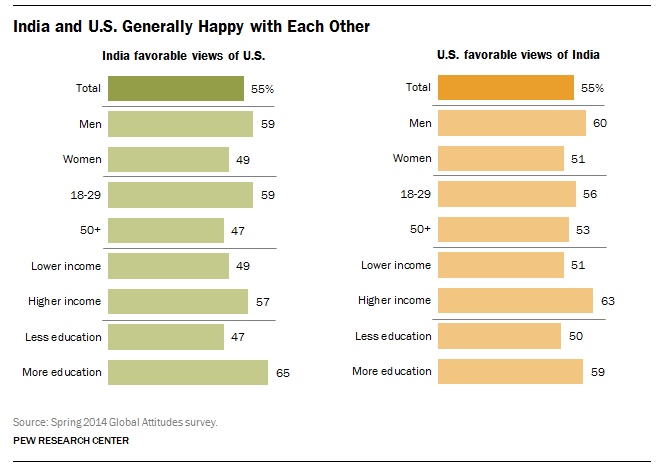 India and U.S. Generally Happy with Each Other
India favorable views of U.S.
Total 55%
Men 59
Women 49
18-29 59
50+ 47
Lower income 49
Higher income 57
Less education 47
More education 65
U.S. favorable views of India
Total 55%
Men 60
Women 51
18-29 56
50+ 53
Lower income 51
Higher income 63
Less education 50
More education 59
Source: Spring 2014 Global Attitudes survey.
PEW RESEARCH CENTER